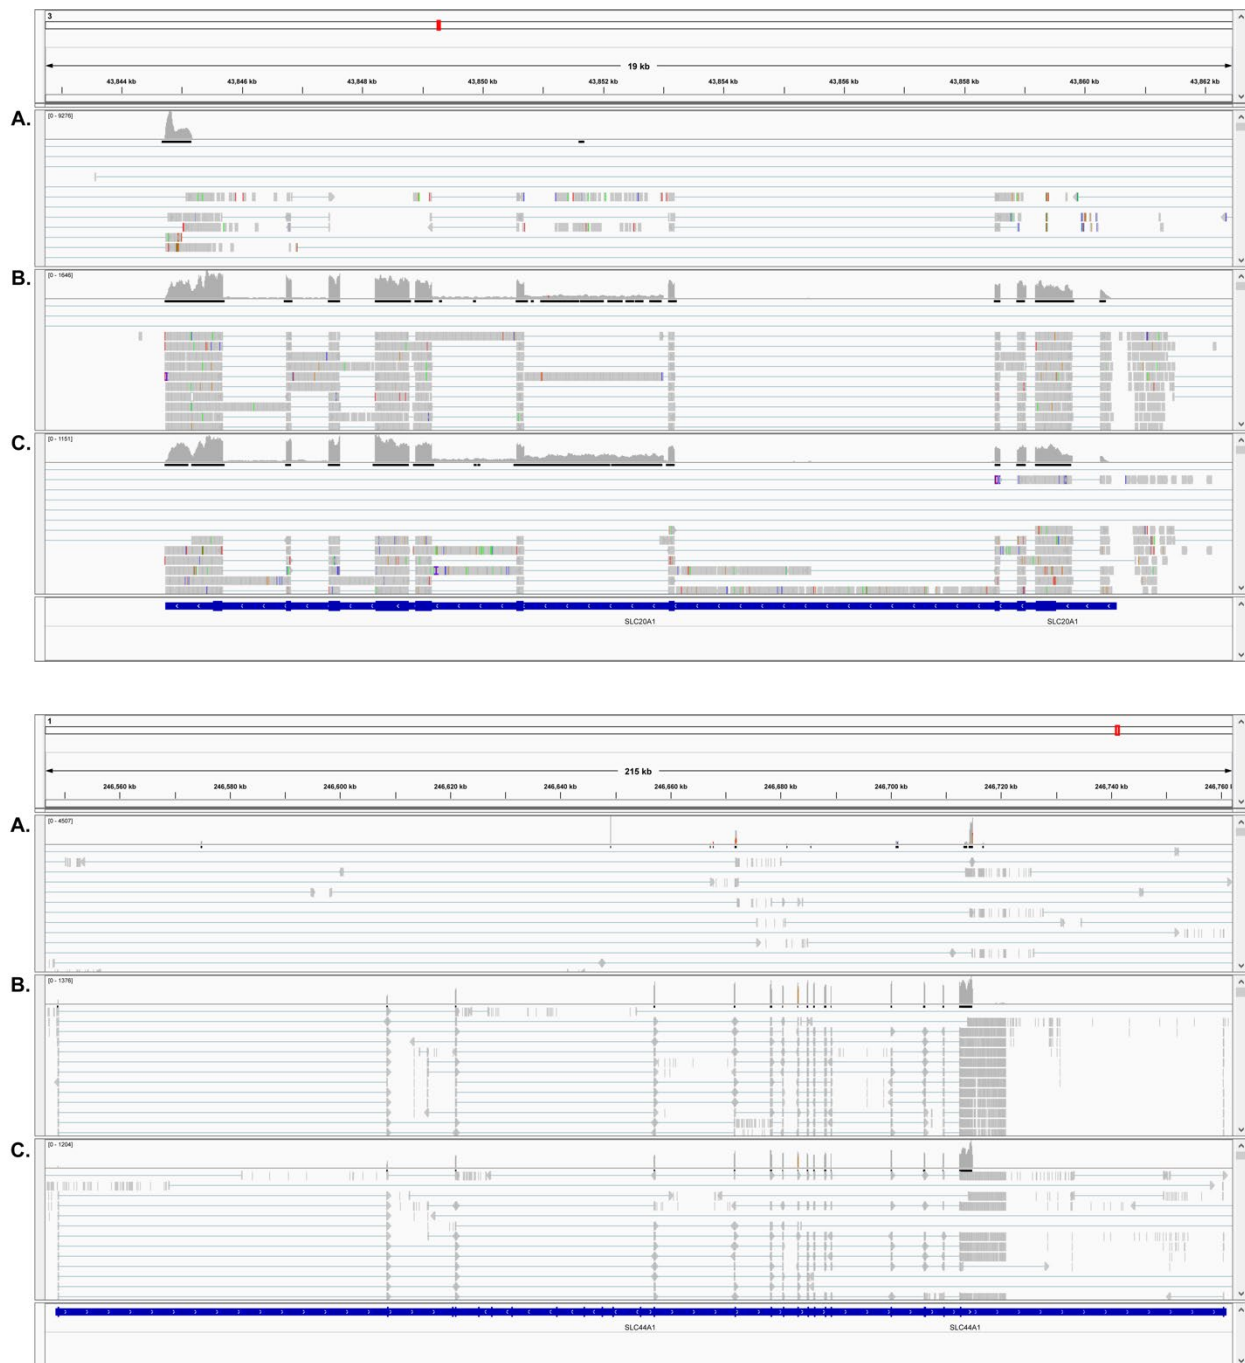 3
19 kb
43,844 kb 43,846 kb 43,848 kb 43,850 kb 43,852 kb 43,854 kb 43,856 kb 43,858 kb 43,860 kb 43,862 kb
A. [0 - 9276]
B. [0 - 1646]
C. [0 - 1151]
SLC20A1 SLC20A1
1
215 kb
246,560 kb 246,580 kb 246,600 kb 246,620 kb 246,640 kb 246,660 kb 246,680 kb 246,700 kb 246,720 kb 246,740 kb 246,760
A. [0 - 4507]
B. [0 - 1376]
C. [0 - 1204]
SLC44A1 SLC44A1